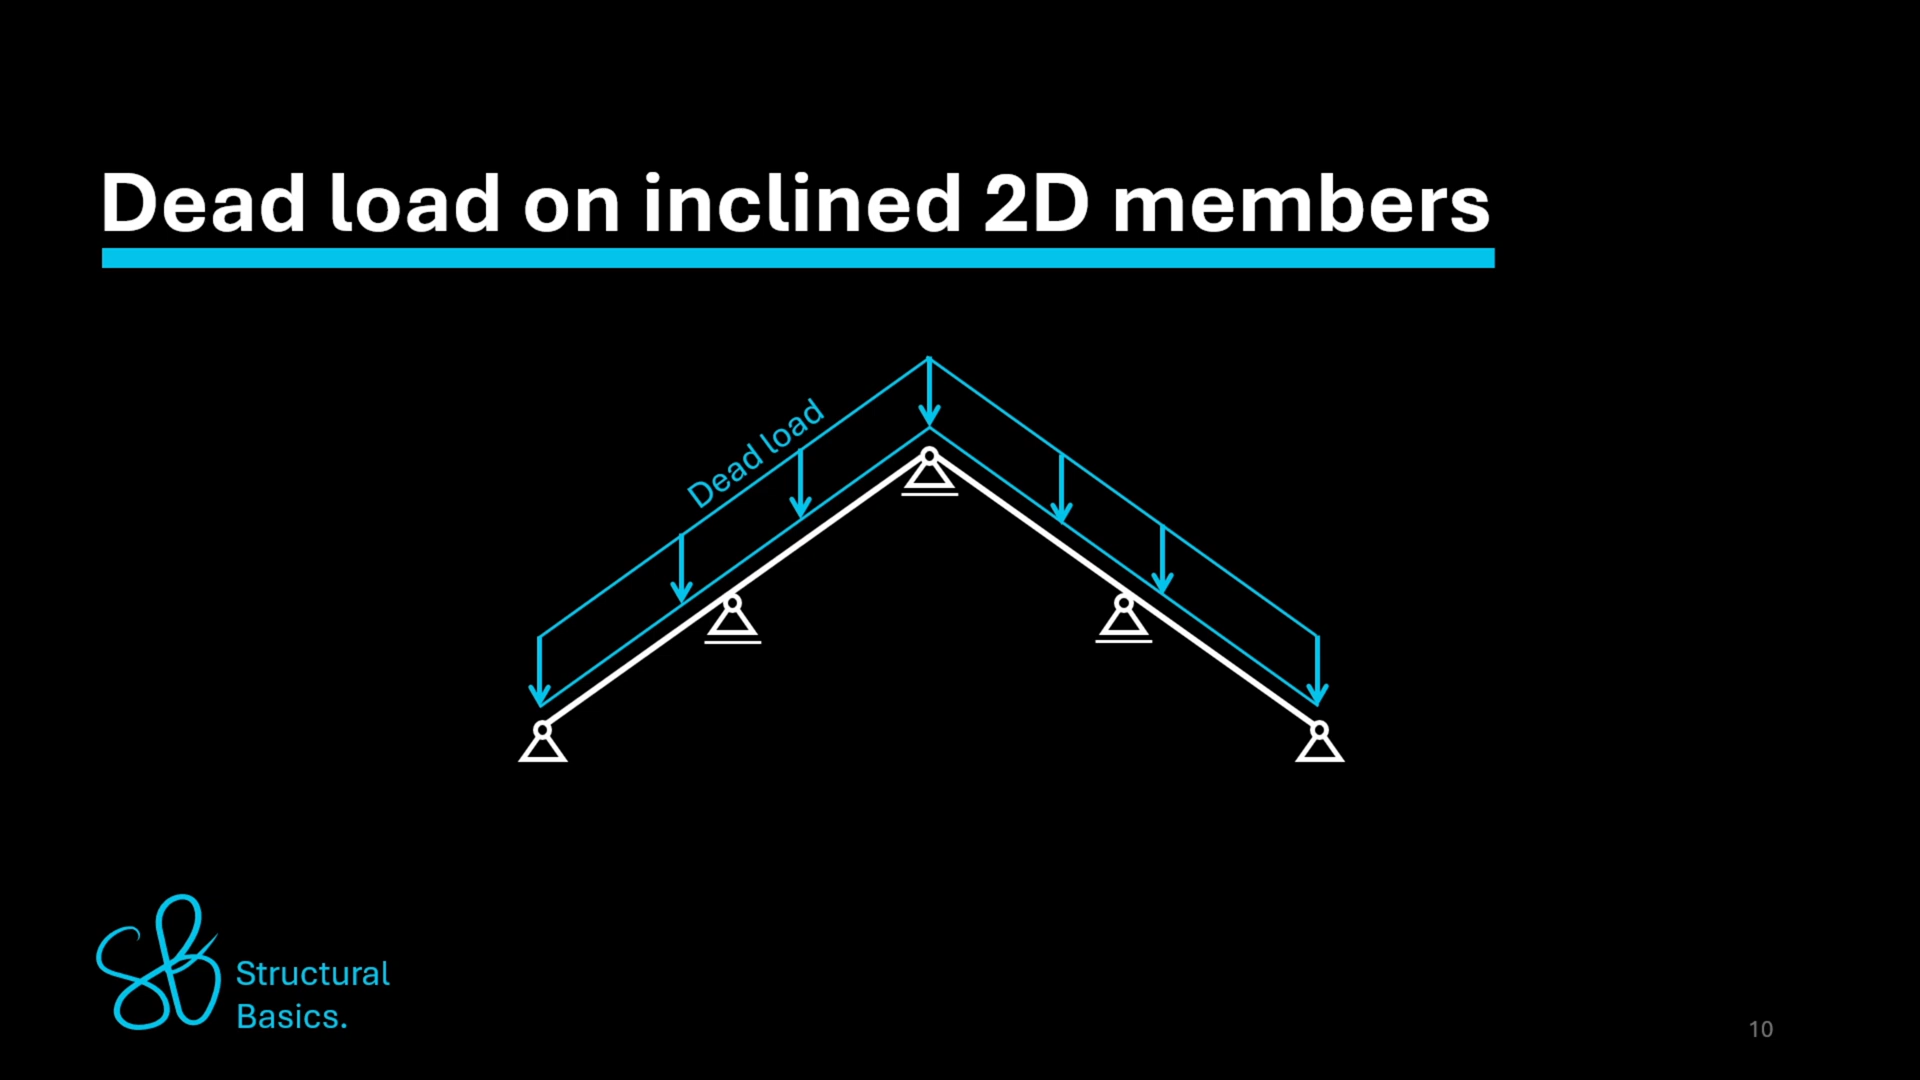 Dead load on inclined 2D members
Dead load
Structural
Basics.
10